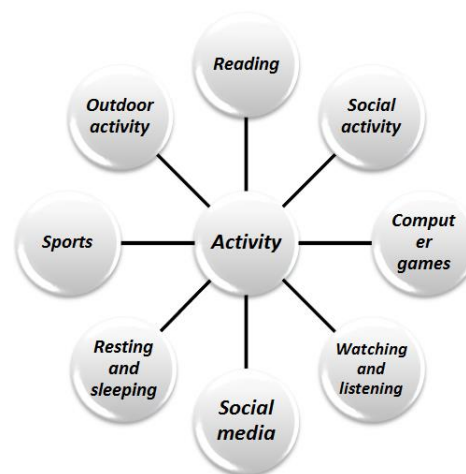 Reading
Outdoor
activity
Social
activity
Sports
Activity
Comput
er
games
Resting
and
sleeping
Watching
and
listening
Social
media